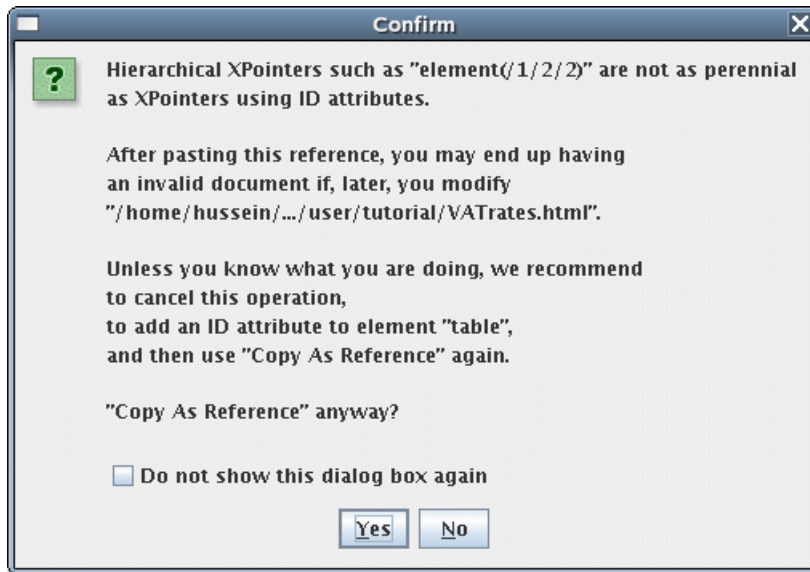 Confirm
Hierarchical XPointers such as "element(/1/2/2)" are not as perennial
as XPointers using ID attributes.
After pasting this reference, you may end up having
an invalid document if, later, you modify
"/home/hussein/.../user/tutorial/VATrates.html".
Unless you know what you are doing, we recommend
to cancel this operation,
to add an ID attribute to element "table",
and then use "Copy As Reference" again.
"Copy As Reference" anyway?
Do not show this dialog box again
Yes No